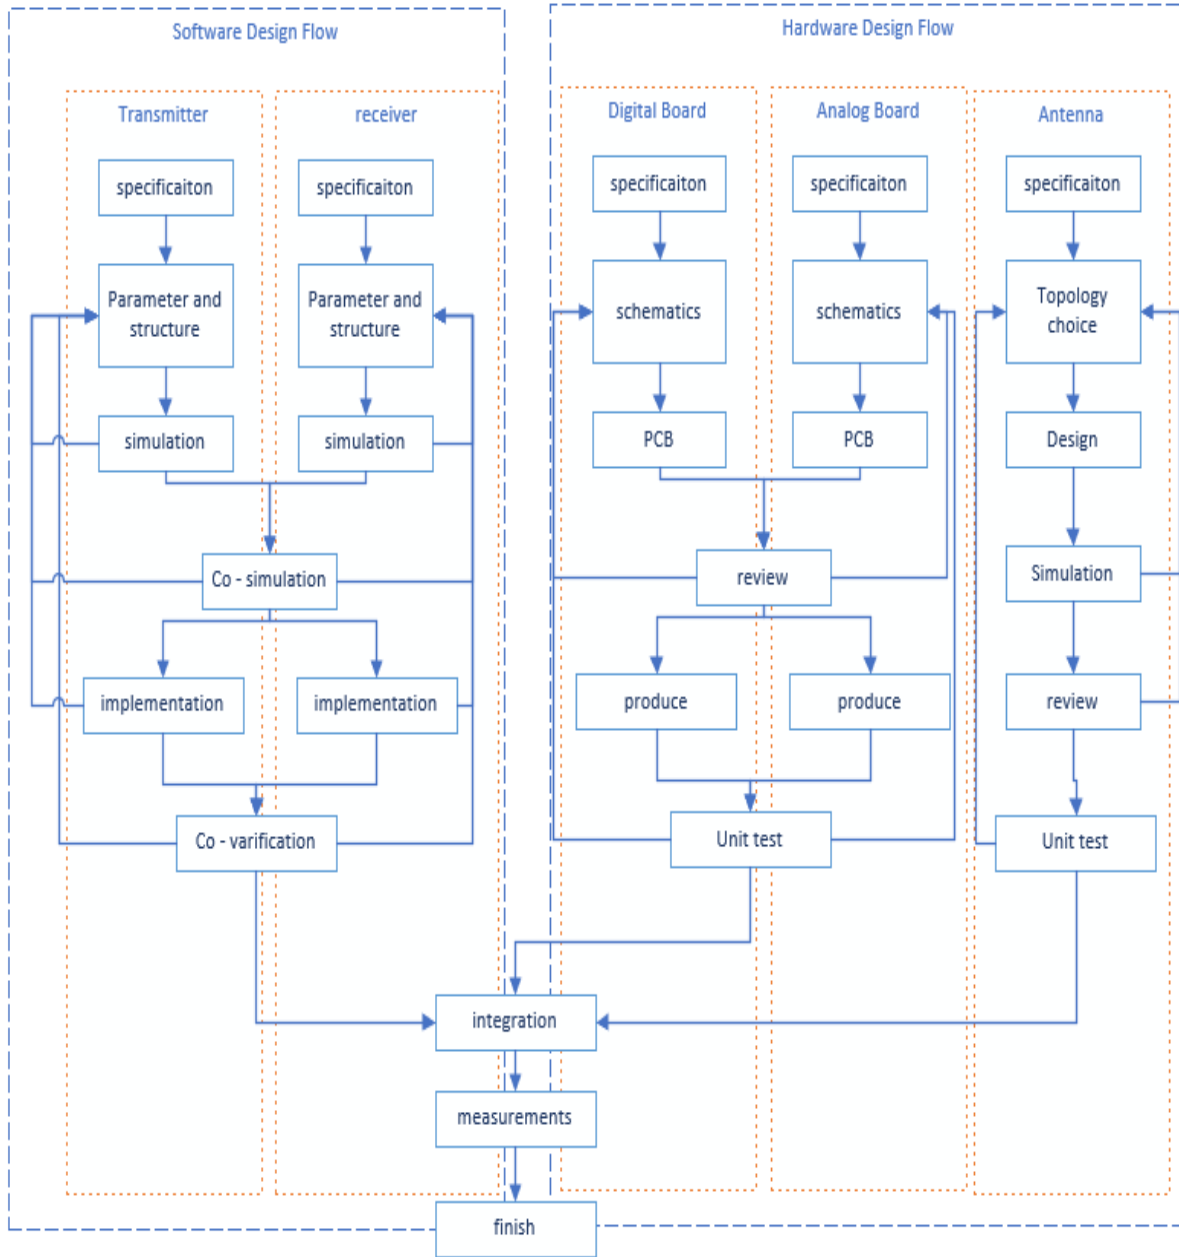 Software Design Flow
Hardware Design Flow
Transmitter
receiver
Digital Board
Analog Board
Antenna
specificaiton
specificaiton
specificaiton
specificaiton
specificaiton
Parameter and
structure
Parameter and
structure
schematics
schematics
Topology
choice
simulation
simulation
PCB
PCB
Design
Co - simulation
review
Simulation
implementation
implementation
produce
produce
review
Co - varification
Unit test
Unit test
integration
measurements
finish